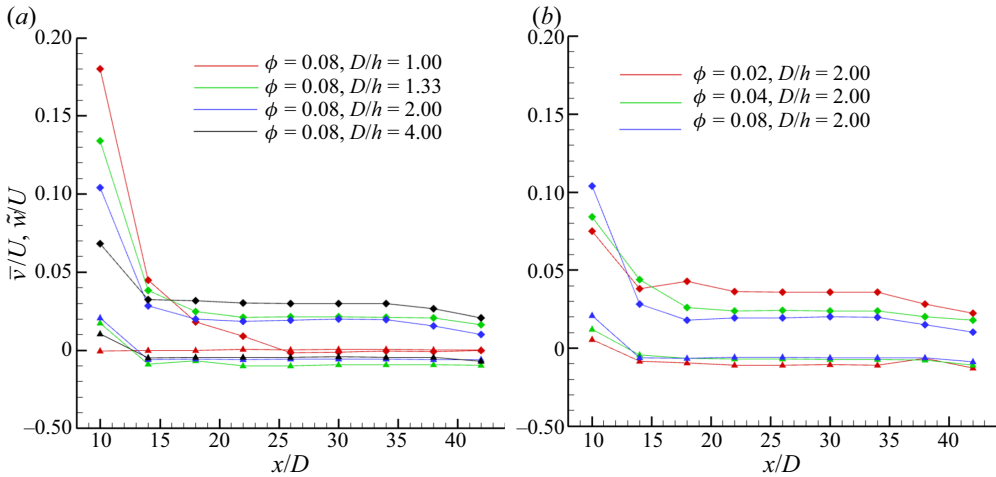 (a)
0.20
0.15
0.10
0.05
0
–0.50
v̅/U, w̃/U
ϕ = 0.08, D/h = 1.00
ϕ = 0.08, D/h = 1.33
ϕ = 0.08, D/h = 2.00
ϕ = 0.08, D/h = 4.00
10 15 20 25 30 35 40
x/D
(b)
0.20
0.15
0.10
0.05
0
–0.50
ϕ = 0.02, D/h = 2.00
ϕ = 0.04, D/h = 2.00
ϕ = 0.08, D/h = 2.00
10 15 20 25 30 35 40
x/D